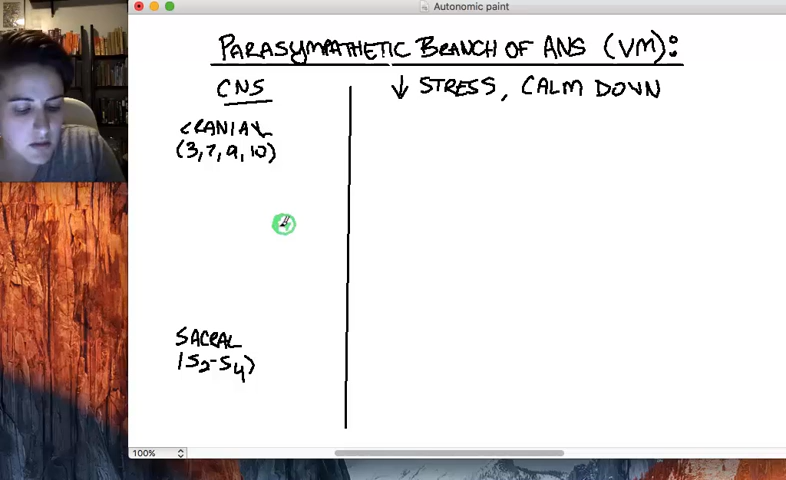 Autonomic paint
PARASYMPATHETIC BRANCH OF ANS (VM):
CNS
↓ STRESS, CALM DOWN
CRANIAL
(3, 7, 9, 10)
SACRAL
(S2-S4)
100%